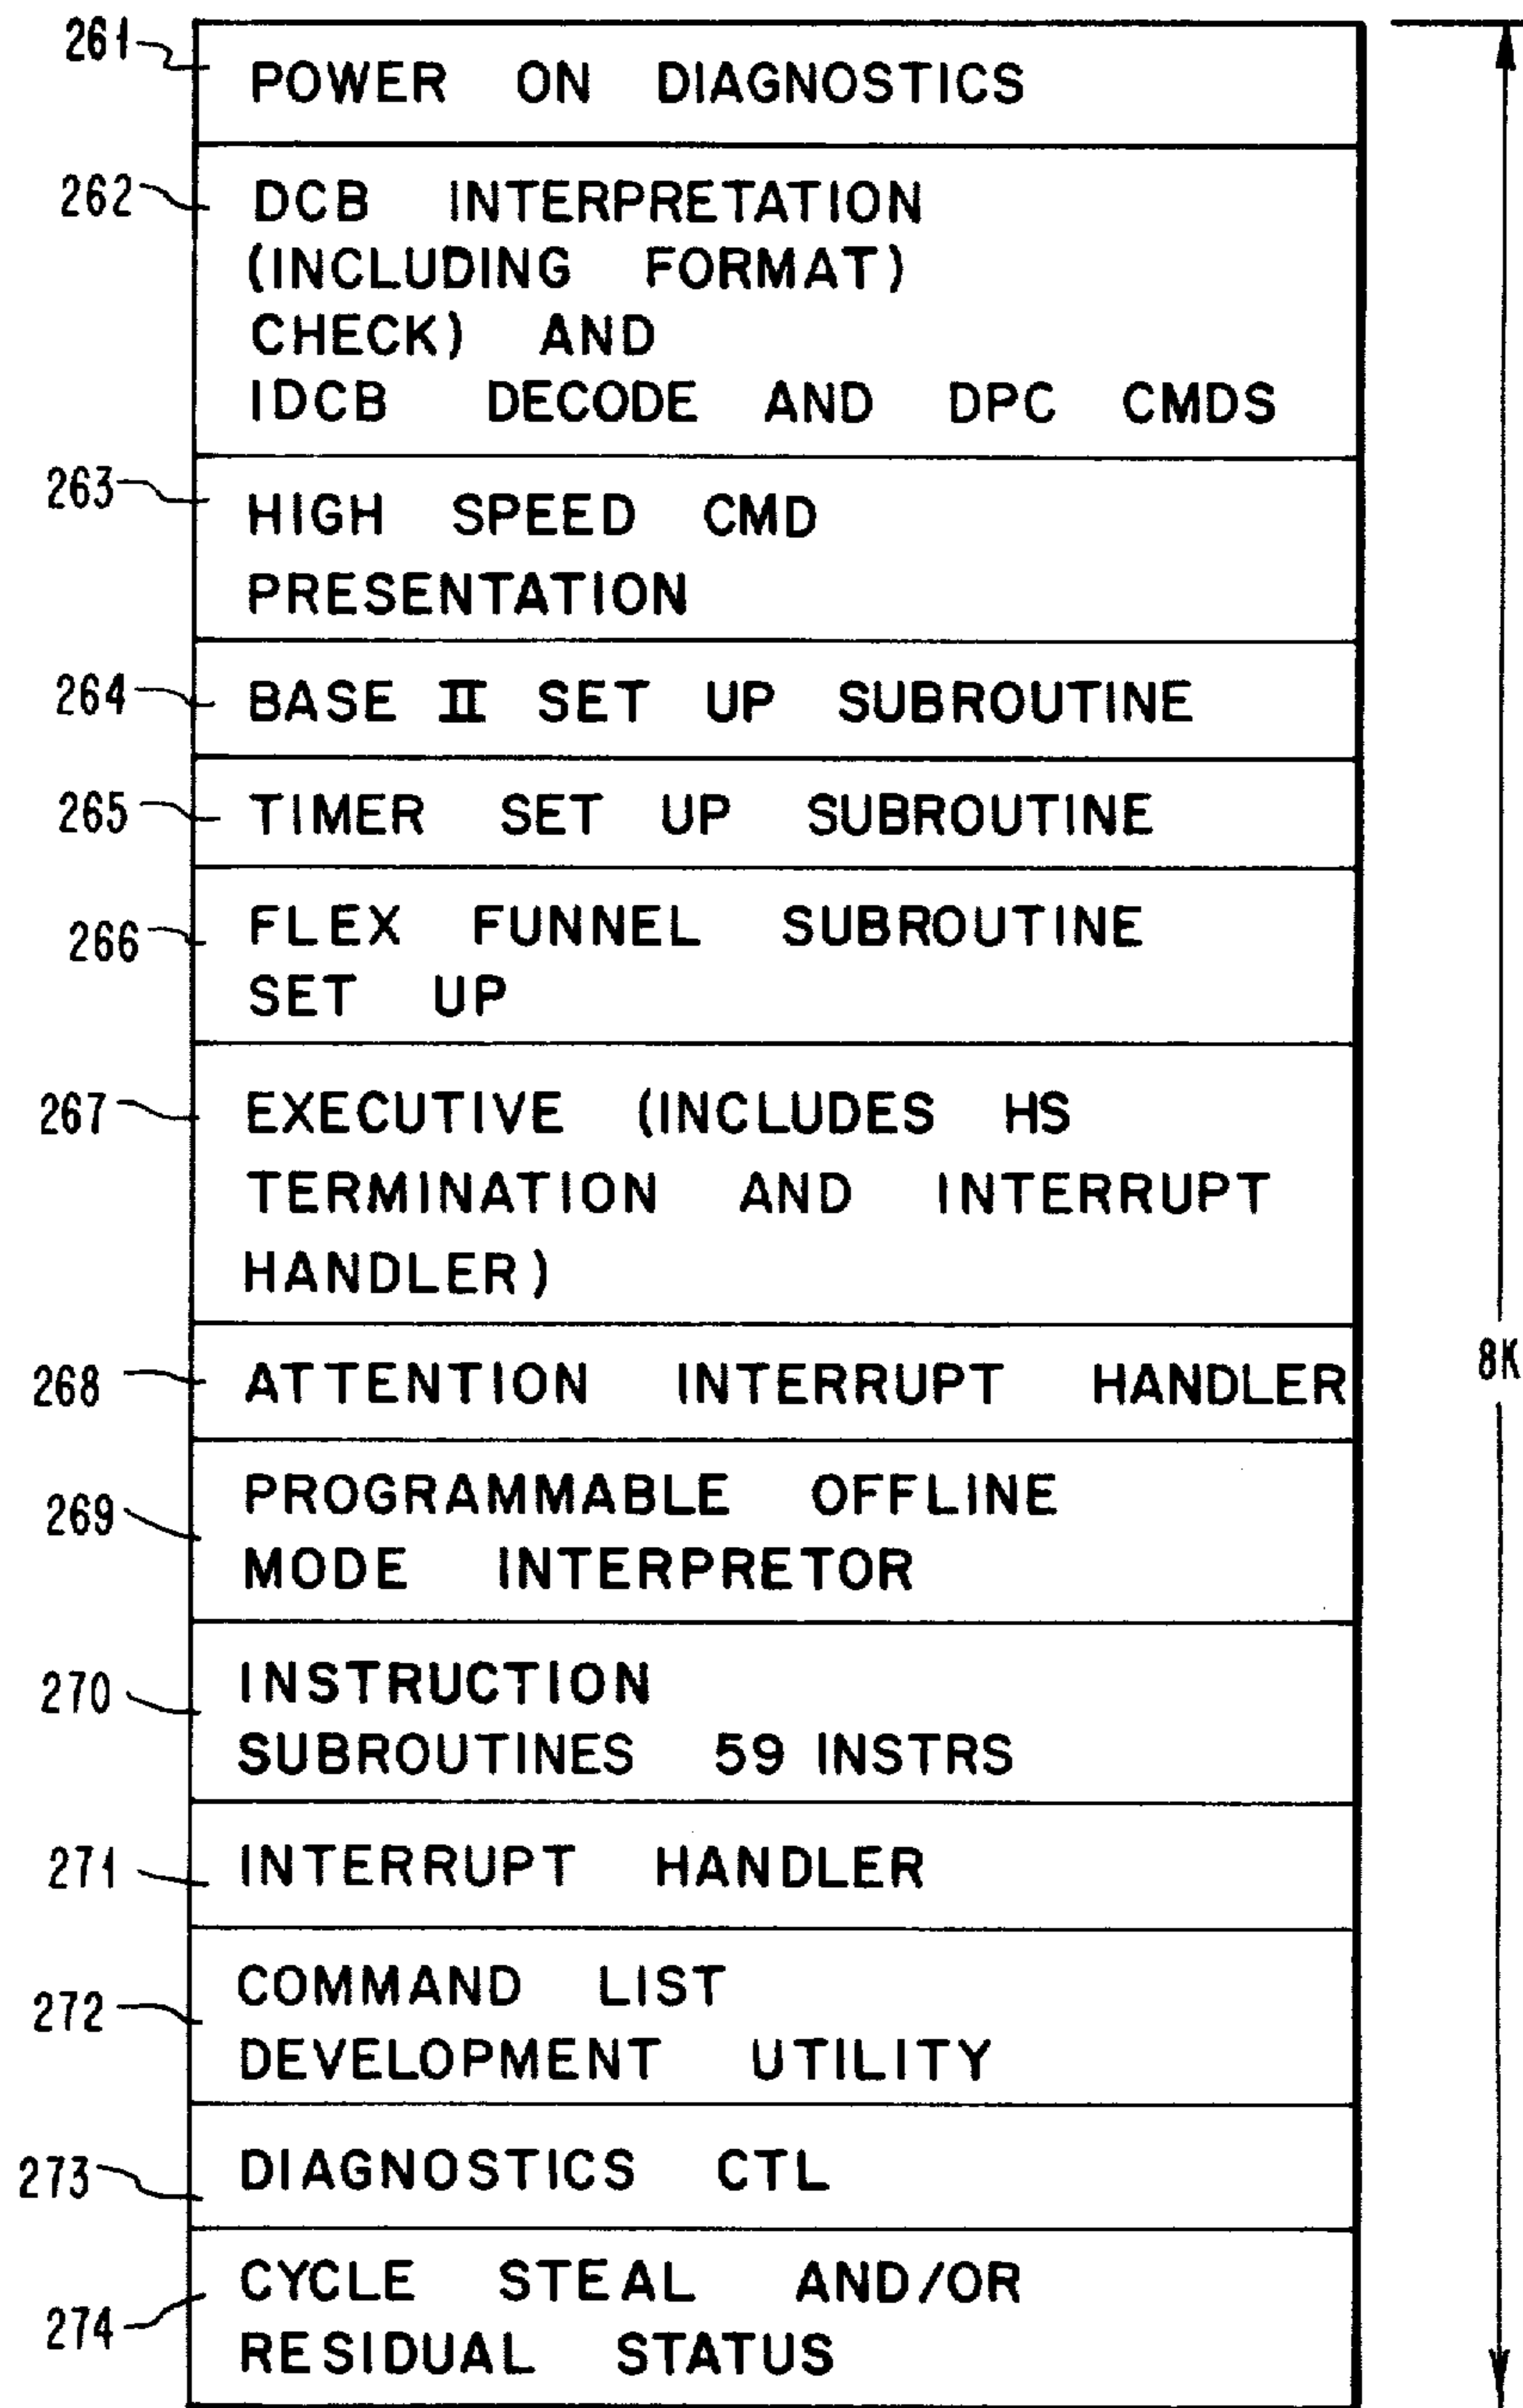 261
POWER ON DIAGNOSTICS
262
DCB INTERPRETATION
(INCLUDING FORMAT)
CHECK) AND
IDCB DECODE AND DPC CMDS
263
HIGH SPEED CMD
PRESENTATION
264
BASE II SET UP SUBROUTINE
265
TIMER SET UP SUBROUTINE
266
FLEX FUNNEL SUBROUTINE
SET UP
267
EXECUTIVE (INCLUDES HS
TERMINATION AND INTERRUPT
HANDLER)
268
ATTENTION INTERRUPT HANDLER
8K
269
PROGRAMMABLE OFFLINE
MODE INTERPRETOR
270
INSTRUCTION
SUBROUTINES 59 INSTRS
271
INTERRUPT HANDLER
272
COMMAND LIST
DEVELOPMENT UTILITY
273
DIAGNOSTICS CTL
274
CYCLE STEAL AND/OR
RESIDUAL STATUS